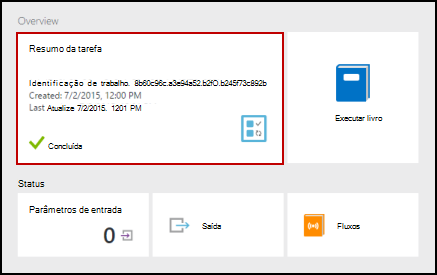 Overview
Resumo da tarefa
Identificação de trabalho. 8b60c96c.a3e94a52.b2fO.b245f73c892b
Created: 7/2/2015, 12:00 PM
Last Atualize 7/2/2015. 1201 PM
Concluída
Executar livro
Status
Parâmetros de entrada
0
Saída
Fluxos